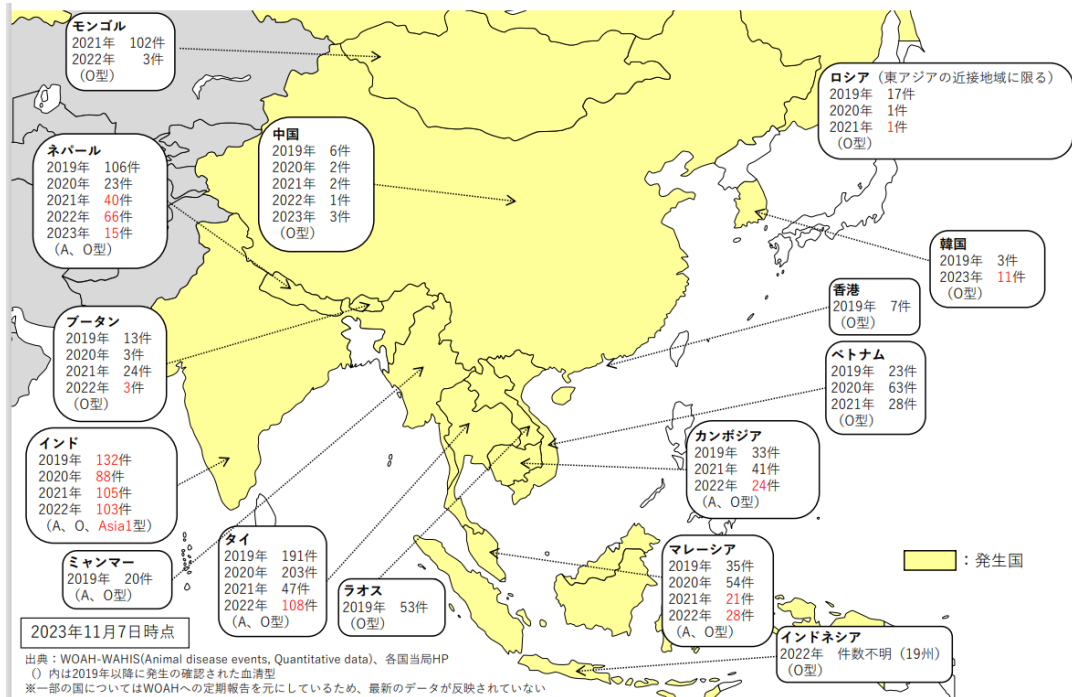 モンゴル
2021年 102件
2022年 3件
(O型)
ロシア（東アジアの近接地域に限る）
2019年 17件
2020年 1件
2021年 1件
(O型)
ネパール
2019年 106件
2020年 23件
2021年 40件
2022年 66件
2023年 15件
(A、O型)
中国
2019年 6件
2020年 2件
2021年 2件
2022年 1件
2023年 3件
(O型)
韓国
2019年 3件
2023年 11件
(O型)
香港
2019年 7件
(O型)
ブータン
2019年 13件
2020年 3件
2021年 24件
2022年 3件
(O型)
ベトナム
2019年 23件
2020年 63件
2021年 28件
(O型)
インド
2019年 132件
2020年 88件
2021年 105件
2022年 103件
(A、O、Asia1型)
カンボジア
2019年 33件
2021年 41件
2022年 24件
(A、O型)
ミャンマー
2019年 20件
(A、O型)
タイ
2019年 191件
2020年 203件
2021年 47件
2022年 108件
(A、O型)
ラオス
2019年 53件
(O型)
マレーシア
2019年 35件
2020年 54件
2021年 21件
2022年 28件
(A、O型)
：発生国
インドネシア
2022年 件数不明（19州）
(O型)
2023年11月7日時点
出典：WOAH-WAHIS(Animal disease events, Quantitative data)、各国当局HP
（）内は2019年以降に発生の確認された血清型
※一部の国についてはWOAHへの定期報告を元にしているため、最新のデータが反映されていない